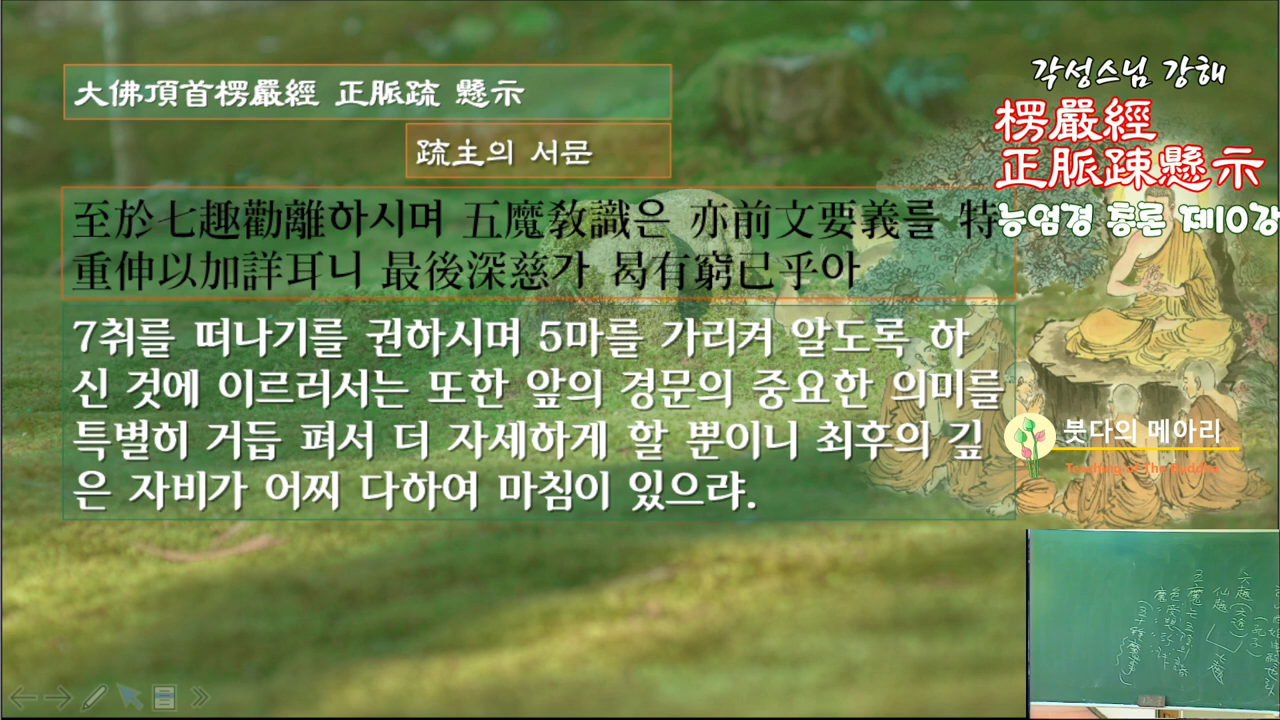 大佛頂首楞嚴經 正脈疏 懸示
疏主의 서문
至於七趣勸離하시며 五魔敎識은 亦前文要義를 特
重伸以加詳耳니 最後深慈가 曷有窮已乎아
7취를 떠나기를 권하시며 5마를 가리켜 알도록 하
신 것에 이르러서는 또한 앞의 경문의 중요한 의미를
특별히 거듭 펴서 더 자세하게 할 뿐이니 최후의 깊
은 자비가 어찌 다하여 마침이 있으랴.
각성스님 강해
楞嚴經
正脈疎懸示
능엄경 통론 제10강
붓다의 메아리
Teaching of The Buddha
六趣
仙趣
五魔